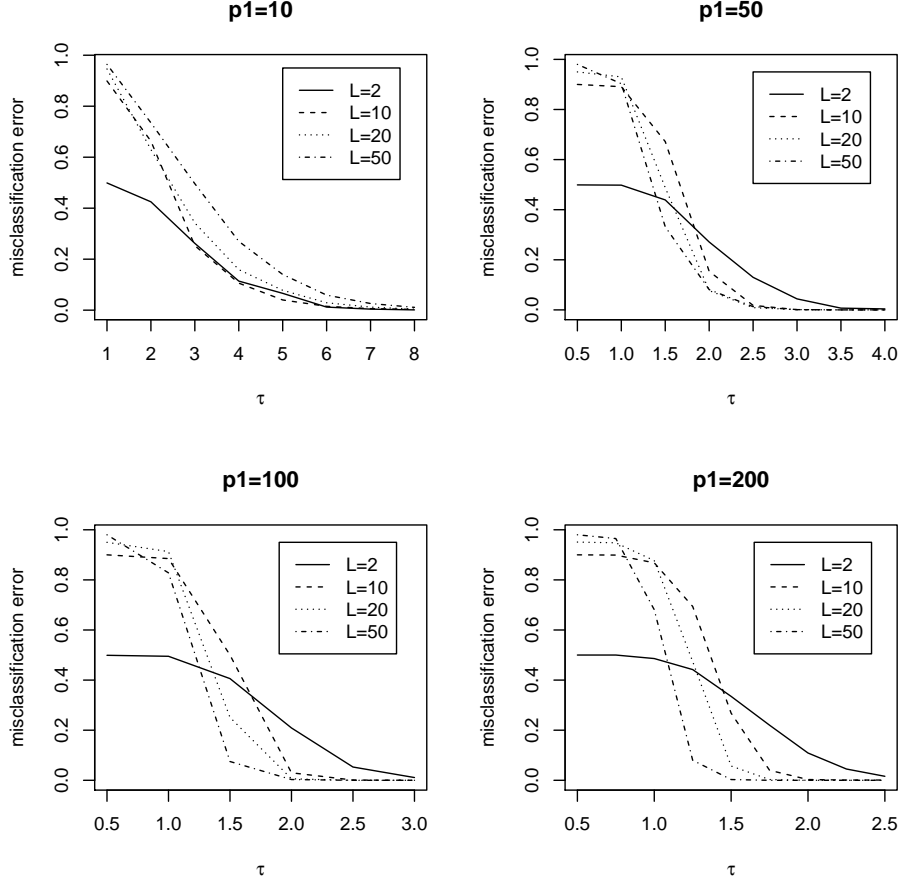 p1=10
misclassification error
0.0 0.2 0.4 0.6 0.8 1.0
L=2
L=10
L=20
L=50
1 2 3 4 5 6 7 8
τ
p1=50
misclassification error
0.0 0.2 0.4 0.6 0.8 1.0
L=2
L=10
L=20
L=50
0.5 1.0 1.5 2.0 2.5 3.0 3.5 4.0
τ
p1=100
misclassification error
0.0 0.2 0.4 0.6 0.8 1.0
L=2
L=10
L=20
L=50
0.5 1.0 1.5 2.0 2.5 3.0
τ
p1=200
misclassification error
0.0 0.2 0.4 0.6 0.8 1.0
L=2
L=10
L=20
L=50
0.5 1.0 1.5 2.0 2.5
τ